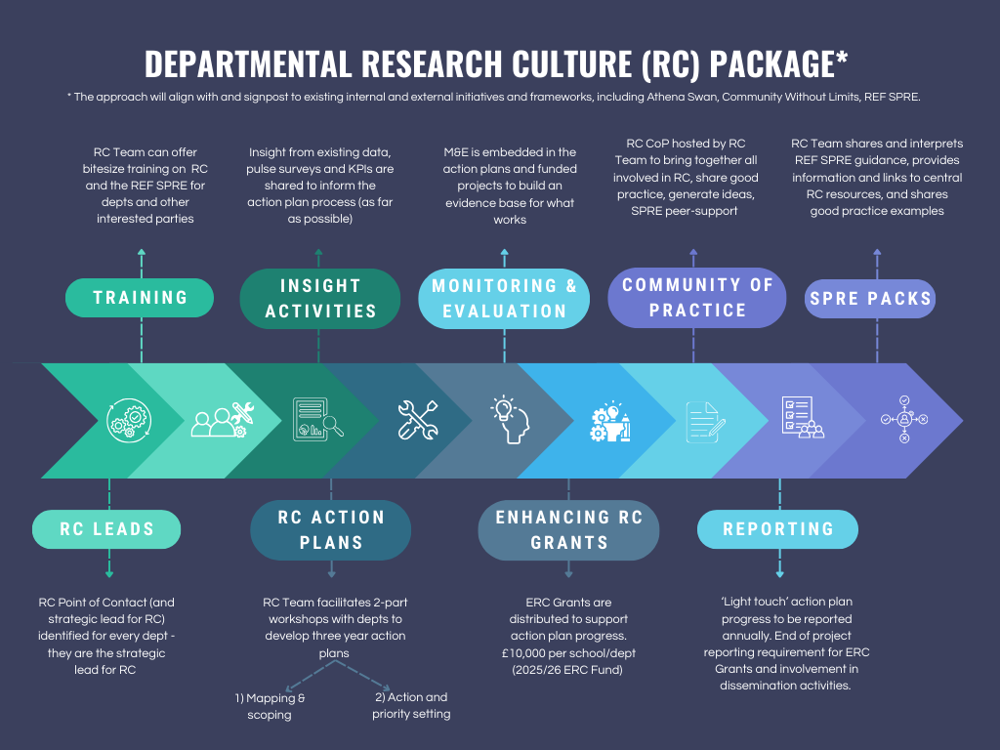 DEPARTMENTAL RESEARCH CULTURE (RC) PACKAGE*
* The approach will align with and signpost to existing internal and external initiatives and frameworks, including Athena Swan, Community Without Limits, REF SPRE.
RC Team can offer
bitesize training on RC
and the REF SPRE for
depts and other
interested parties
Insight from existing data,
pulse surveys and KPIs are
shared to inform the
action plan process (as far
as possible)
M&E is embedded in the
action plans and funded
projects to build an
evidence base for what
works
RC CoP hosted by RC
Team to bring together all
involved in RC, share good
practice, generate ideas,
SPRE peer-support
RC Team shares and interprets
REF SPRE guidance, provides
information and links to central
RC resources, and shares
good practice examples
TRAINING
INSIGHT
ACTIVITIES
MONITORING &
EVALUATION
COMMUNITY OF
PRACTICE
SPRE PACKS
RC LEADS
RC ACTION
PLANS
ENHANCING RC
GRANTS
REPORTING
RC Point of Contact (and
strategic lead for RC)
identified for every dept -
they are the strategic
lead for RC
RC Team facilitates 2-part
workshops with depts to
develop three year action
plans
1) Mapping &
scoping
2) Action and
priority setting
ERC Grants are
distributed to support
action plan progress.
£10,000 per school/dept
(2025/26 ERC Fund)
‘Light touch’ action plan
progress to be reported
annually. End of project
reporting requirement for ERC
Grants and involvement in
dissemination activities.